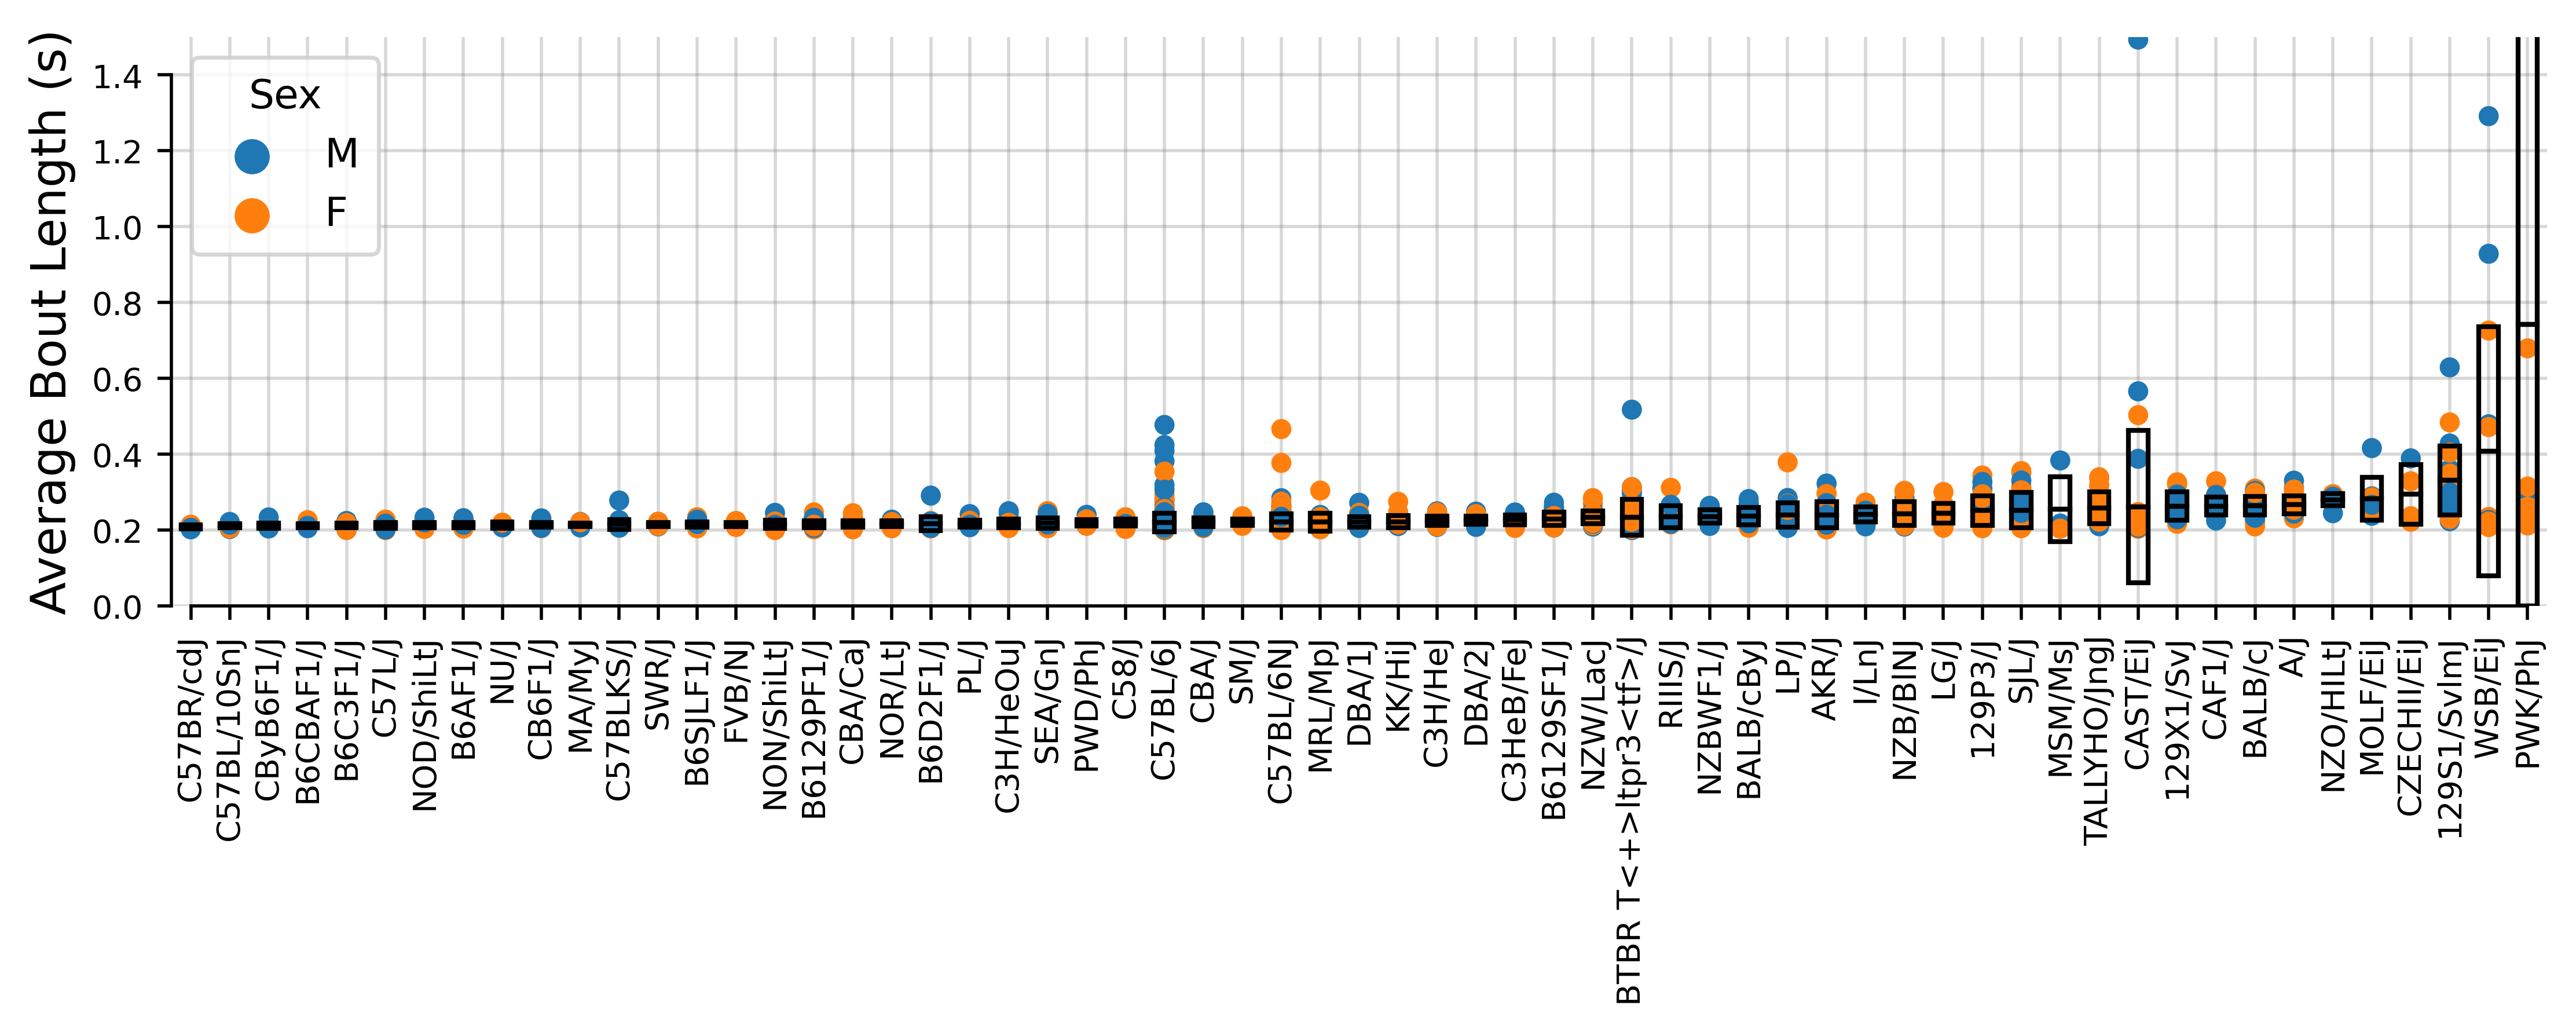 Average Bout Length (s)
1.4
1.2
1.0
0.8
0.6
0.4
0.2
0.0
Sex
M
F
C57BR/cdJ
C57BL/10SnJ
CByB6F1/J
B6CBAF1/J
B6C3F1/J
C57L/J
NOD/ShiLtJ
B6AF1/J
NU/J
CB6F1/J
MA/MyJ
C57BLKS/J
SWR/J
B6SJLF1/J
FVB/NJ
NON/ShiLtJ
B6129PF1/J
CBA/CaJ
NOR/LtJ
B6D2F1/J
PL/J
C3H/HeOuJ
SEA/GnJ
PWD/PhJ
C58/J
C57BL/6J
CBA/J
SM/J
C57BL/6NJ
MRL/MpJ
DBA/1J
KK/HiJ
C3H/HeJ
DBA/2J
C3HeB/FeJ
B6129SF1/J
NZW/LacJ
BTBR T<+>ltpr3<tf>/J
RIIIS/J
NZBWF1/J
BALB/cByJ
LP/J
AKR/J
I/LnJ
NZB/BlNJ
LG/J
129P3/J
SJL/J
MSM/MsJ
TALLYHO/JngJ
CAST/EiJ
129X1/SvJ
CAF1/J
BALB/cJ
A/J
NZO/HlLtJ
MOLF/EiJ
CZECHII/EiJ
129S1/SvImJ
WSB/EiJ
PWK/PhJ